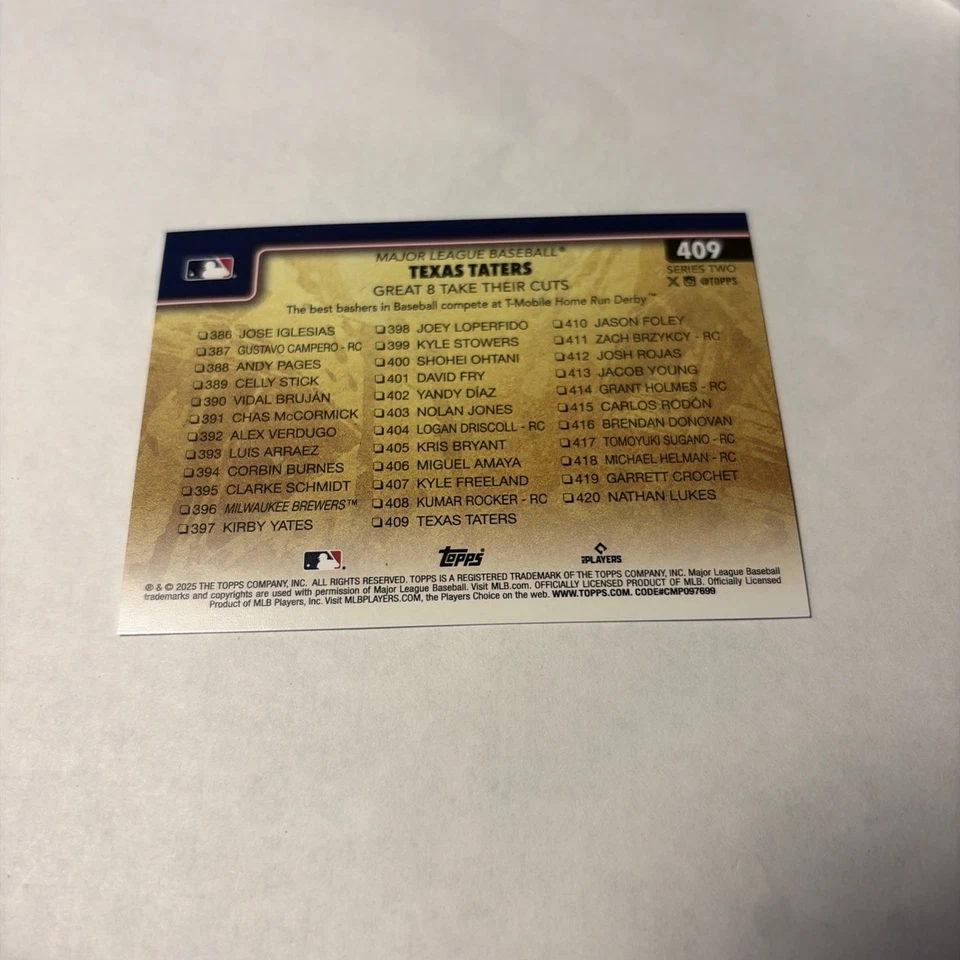 MAJOR LEAGUE BASEBALL®
TEXAS TATERS
GREAT 8 TAKE THEIR CUTS
The best bashers in Baseball compete at T-Mobile Home Run Derby™
409
SERIES TWO
@TOPPS
❏386 JOSE IGLESIAS
❏387 GUSTAVO CAMPERO - RC
❏388 ANDY PAGES
❏389 CELLY STICK
❏390 VIDAL BRUJÁN
❏391 CHAS McCORMICK
❏392 ALEX VERDUGO
❏393 LUIS ARRAEZ
❏394 CORBIN BURNES
❏395 CLARKE SCHMIDT
❏396 MILWAUKEE BREWERS™
❏397 KIRBY YATES
❏398 JOEY LOPERFIDO
❏399 KYLE STOWERS
❏400 SHOHEI OHTANI
❏401 DAVID FRY
❏402 YANDY DÍAZ
❏403 NOLAN JONES
❏404 LOGAN DRISCOLL - RC
❏405 KRIS BRYANT
❏406 MIGUEL AMAYA
❏407 KYLE FREELAND
❏408 KUMAR ROCKER - RC
❏409 TEXAS TATERS
❏410 JASON FOLEY
❏411 ZACH BRZYKCY - RC
❏412 JOSH ROJAS
❏413 JACOB YOUNG
❏414 GRANT HOLMES - RC
❏415 CARLOS RODÓN
❏416 BRENDAN DONOVAN
❏417 TOMOYUKI SUGANO - RC
❏418 MICHAEL HELMAN - RC
❏419 GARRETT CROCHET
❏420 NATHAN LUKES
topps
PLAYERS
® & © 2025 THE TOPPS COMPANY, INC. ALL RIGHTS RESERVED. TOPPS IS A REGISTERED TRADEMARK OF THE TOPPS COMPANY, INC. Major League Baseball
trademarks and copyrights are used with permission of Major League Baseball. Visit MLB.com. OFFICIALLY LICENSED PRODUCT OF MLB. Officially Licensed
Product of MLB Players, Inc. Visit MLBPLAYERS.COM, the Players Choice on the web. WWW.TOPPS.COM. CODE#CMP097699